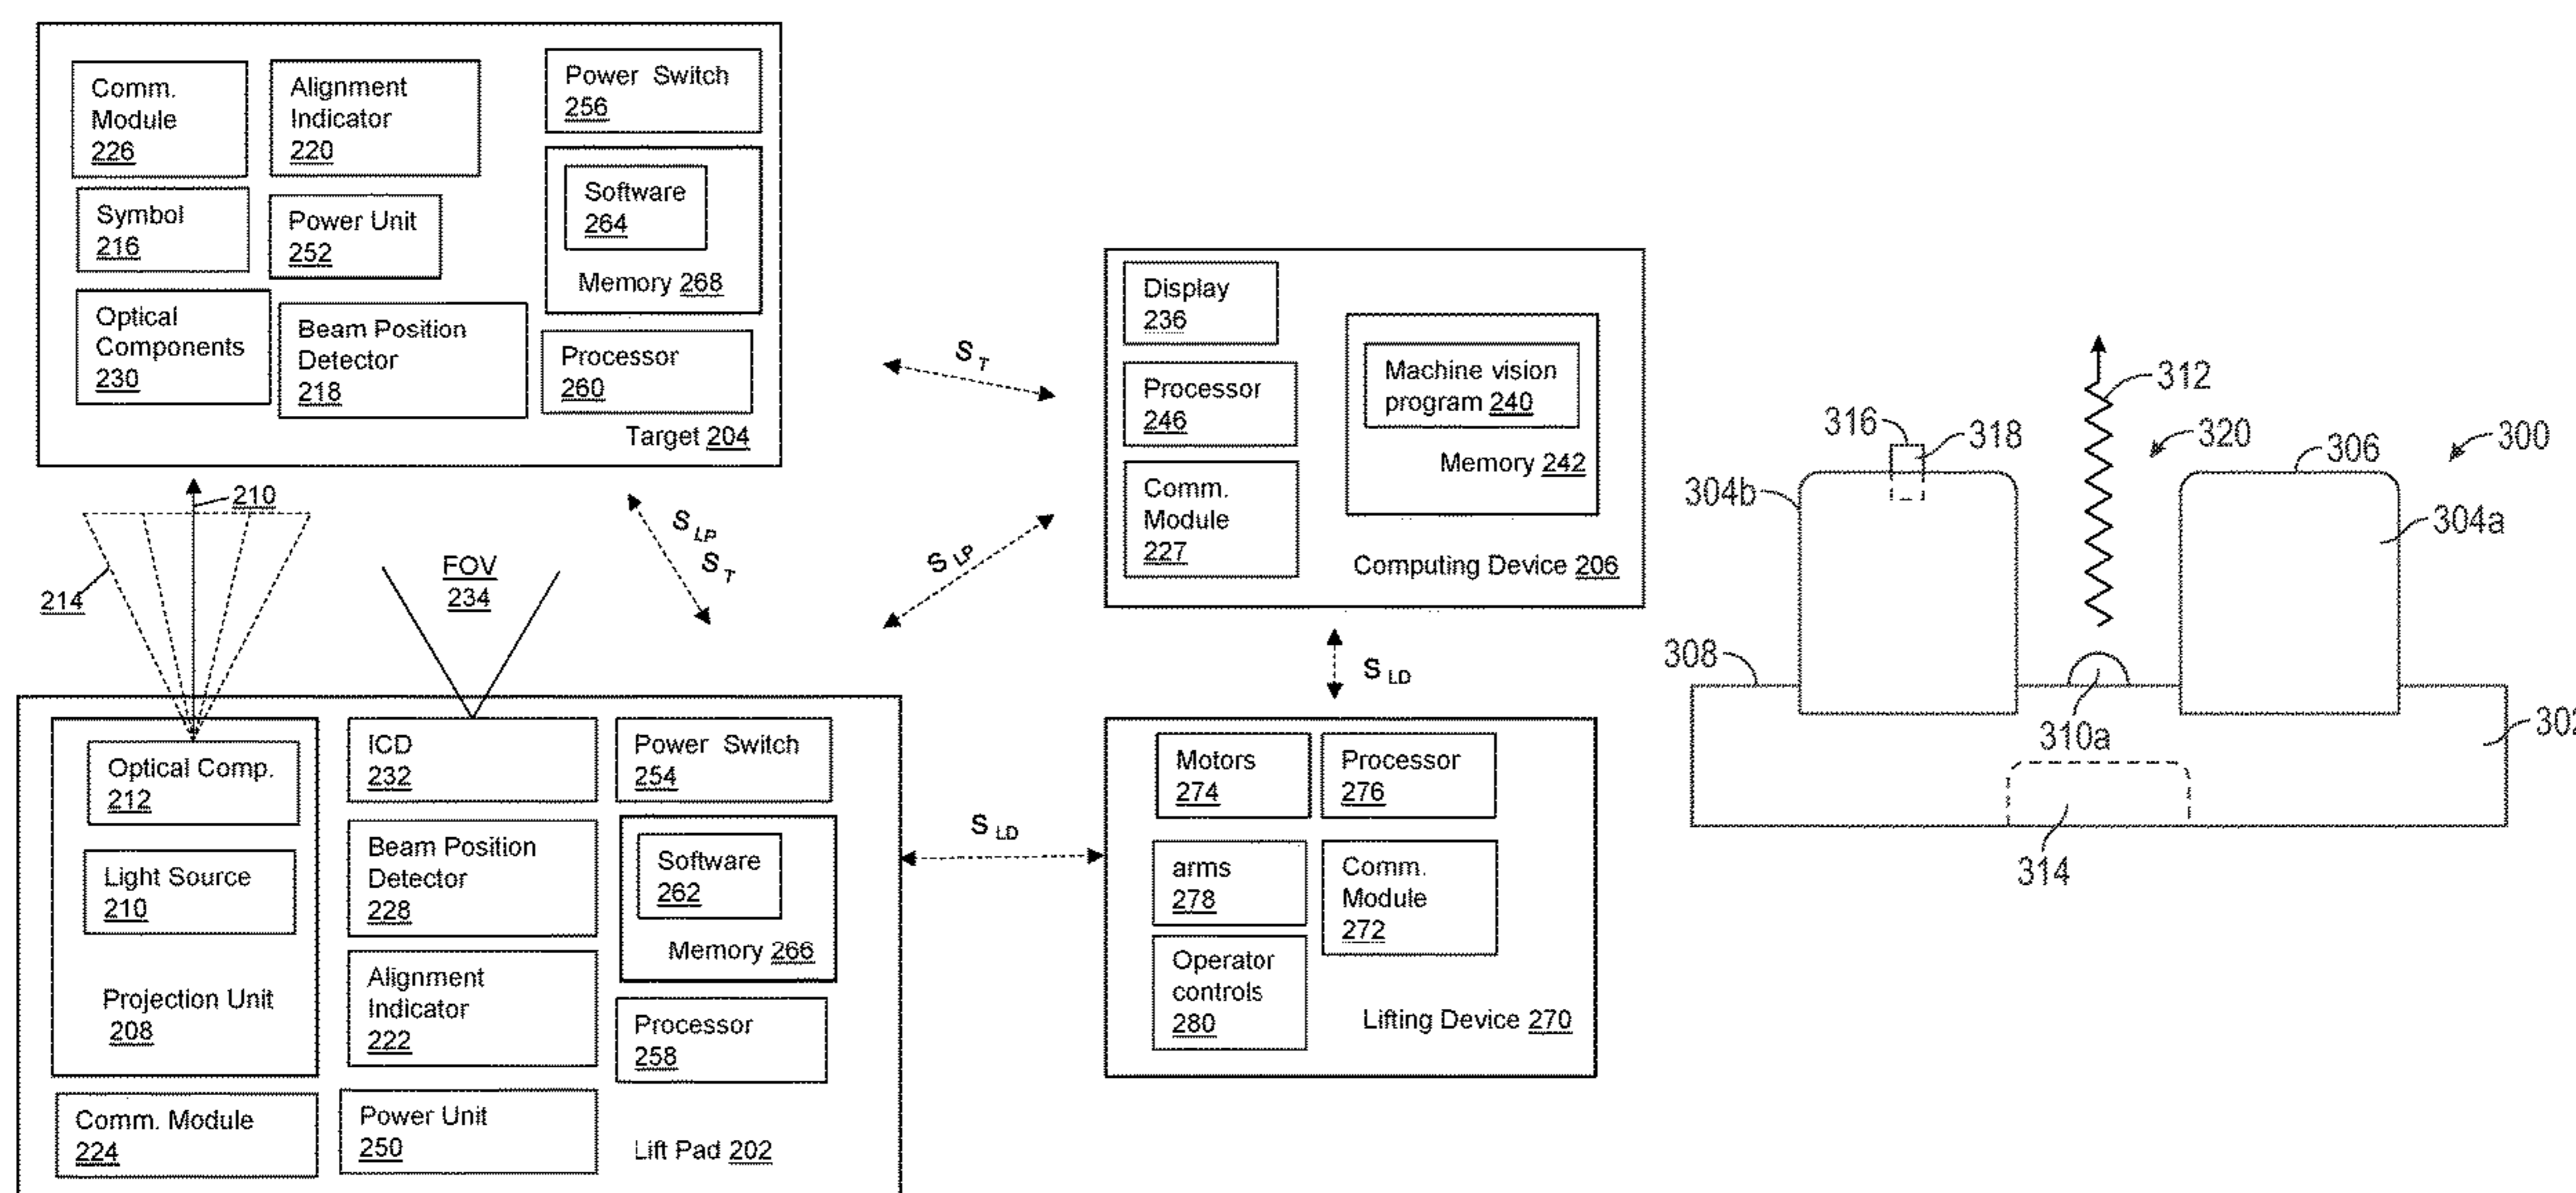 Comm.
Module
226
Alignment
Indicator
220
Power Switch
256
Symbol
216
Power Unit
252
Software
264
Memory 268
Optical
Components
230
Beam Position
Detector
218
Processor
260
Target 204
Display
236
Processor
246
Comm.
Module
227
Machine vision
program 240
Memory 242
Computing Device 206
S T
S LP
S T
S LP
S LD
S LD
210
214
FOV
234
Optical Comp.
212
Light Source
210
Projection Unit
208
Comm. Module
224
ICD
232
Beam Position
Detector
228
Alignment
Indicator
222
Power Unit
250
Power Switch
254
Software
262
Memory 266
Processor
258
Lift Pad 202
Motors
274
Processor
276
arms
278
Comm.
Module
272
Operator
controls
280
Lifting Device 270
312
316
318
320
306
300
304b
304a
308
310a
302
314